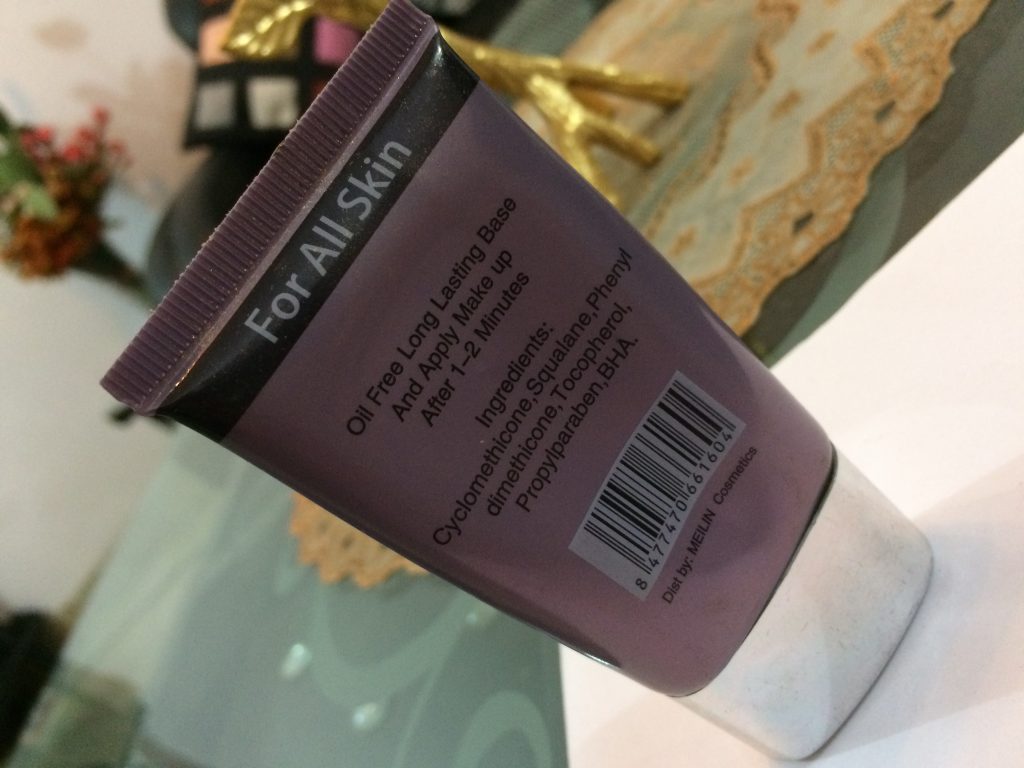 For All Skin
Oil Free Long Lasting Base
And Apply Make up
After 1-2 Minutes
Ingredients:
Cyclomethicone,Squalane,Phenyl
dimethicone,Tocopherol,
Propylparaben,BHA.
8 477470 661604
Dist by: MEILIN Cosmetics